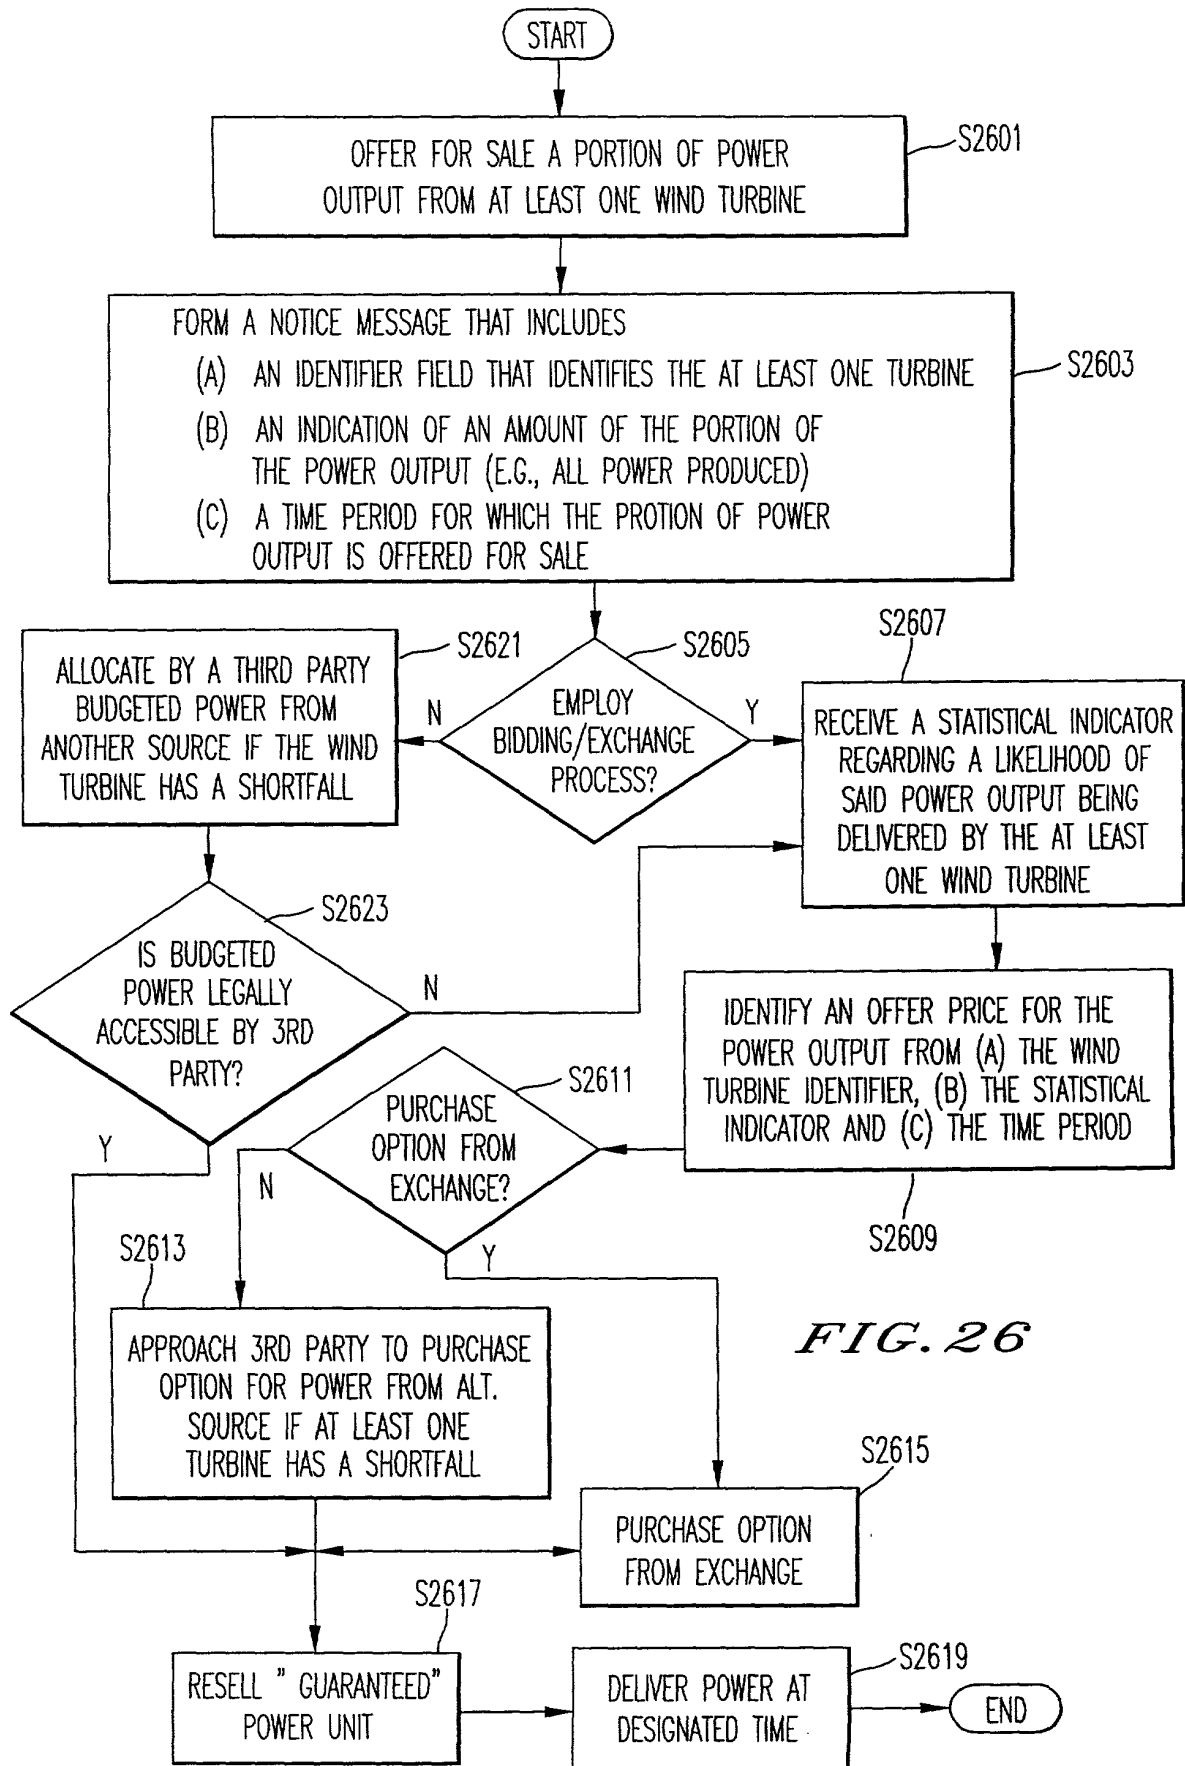 START
OFFER FOR SALE A PORTION OF POWER
OUTPUT FROM AT LEAST ONE WIND TURBINE
S2601
FORM A NOTICE MESSAGE THAT INCLUDES
(A) AN IDENTIFIER FIELD THAT IDENTIFIES THE AT LEAST ONE TURBINE
(B) AN INDICATION OF AN AMOUNT OF THE PORTION OF
THE POWER OUTPUT (E.G., ALL POWER PRODUCED)
(C) A TIME PERIOD FOR WHICH THE PROTION OF POWER
OUTPUT IS OFFERED FOR SALE
S2603
EMPLOY
BIDDING/EXCHANGE
PROCESS?
S2605
N
Y
ALLOCATE BY A THIRD PARTY
BUDGETED POWER FROM
ANOTHER SOURCE IF THE WIND
TURBINE HAS A SHORTFALL
S2621
S2607
RECEIVE A STATISTICAL INDICATOR
REGARDING A LIKELIHOOD OF
SAID POWER OUTPUT BEING
DELIVERED BY THE AT LEAST
ONE WIND TURBINE
S2623
IS BUDGETED
POWER LEGALLY
ACCESSIBLE BY 3RD
PARTY?
N
Y
IDENTIFY AN OFFER PRICE FOR THE
POWER OUTPUT FROM (A) THE WIND
TURBINE IDENTIFIER, (B) THE STATISTICAL
INDICATOR AND (C) THE TIME PERIOD
S2609
S2611
PURCHASE
OPTION FROM
EXCHANGE?
N
Y
S2613
APPROACH 3RD PARTY TO PURCHASE
OPTION FOR POWER FROM ALT.
SOURCE IF AT LEAST ONE
TURBINE HAS A SHORTFALL
FIG. 26
S2615
PURCHASE OPTION
FROM EXCHANGE
S2617
RESELL " GUARANTEED"
POWER UNIT
S2619
DELIVER POWER AT
DESIGNATED TIME
END